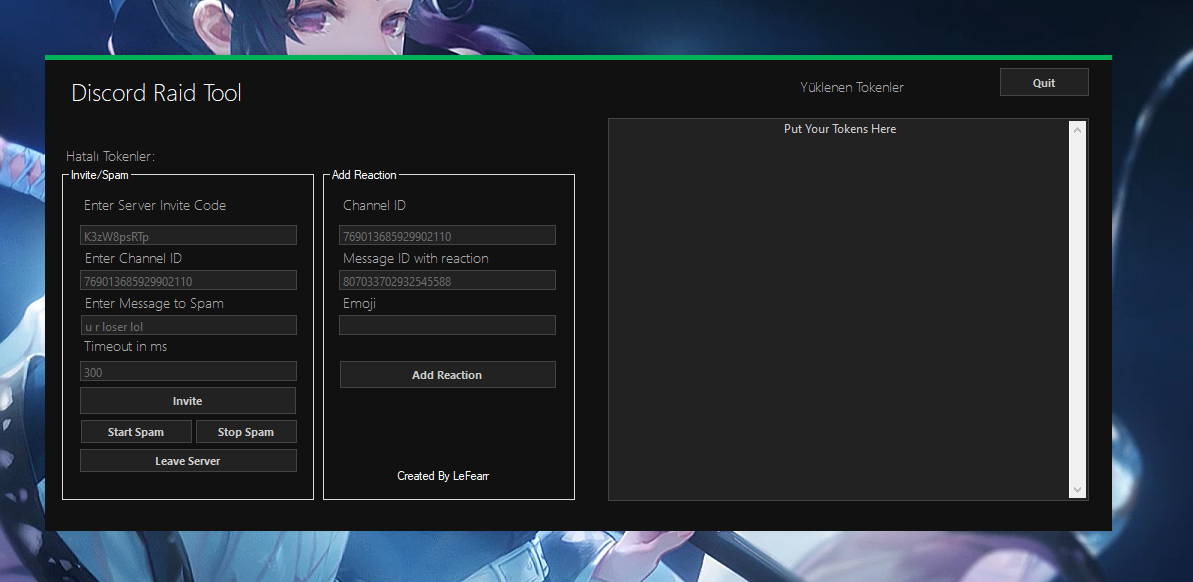 Discord Raid Tool
Yüklenen Tokenler
Quit
Put Your Tokens Here
Hatalı Tokenler:
Invite/Spam
Enter Server Invite Code
K3zW8psRTp
Enter Channel ID
769013685929902110
Enter Message to Spam
u r loser lol
Timeout in ms
300
Invite
Start Spam
Stop Spam
Leave Server
Add Reaction
Channel ID
769013685929902110
Message ID with reaction
807033702932545588
Emoji
Add Reaction
Created By LeFearr